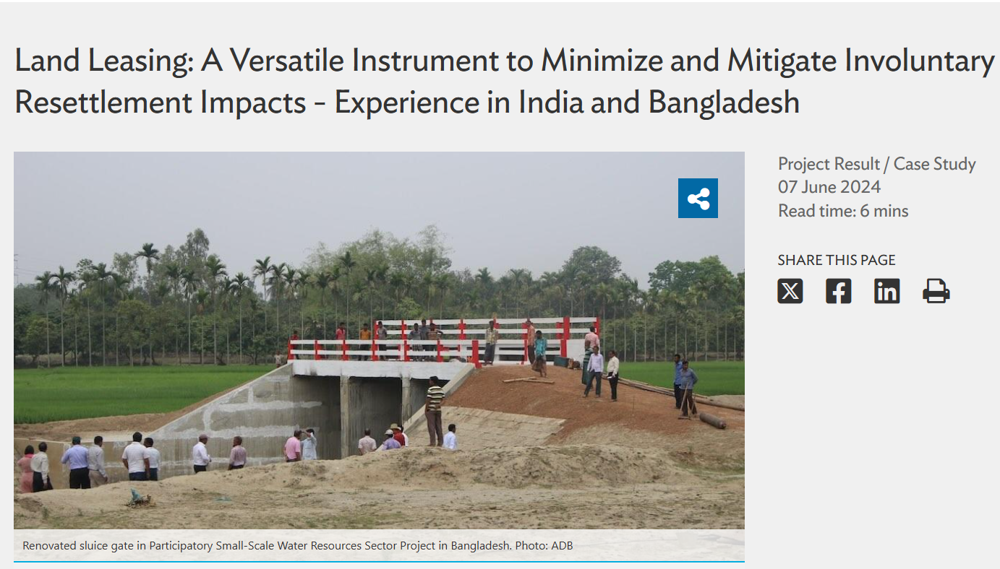 Land Leasing: A Versatile Instrument to Minimize and Mitigate Involuntary
Resettlement Impacts - Experience in India and Bangladesh
Project Result / Case Study
07 June 2024
Read time: 6 mins
SHARE THIS PAGE
Renovated sluice gate in Participatory Small-Scale Water Resources Sector Project in Bangladesh. Photo: ADB